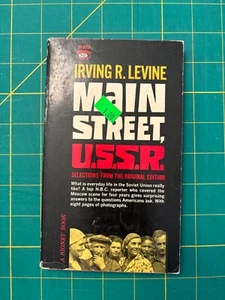 IRVING R. LEVINE
MAIN
STREET,
U.S.S.R.
SELECTIONS FROM THE ORIGINAL EDITION
What is everyday life in the Soviet Union really
like? A top N.B.C. reporter who covered the
Moscow scene for four years gives surprising
answers to the questions Americans ask. With
eight pages of photographs.
A SIGNET BOOK